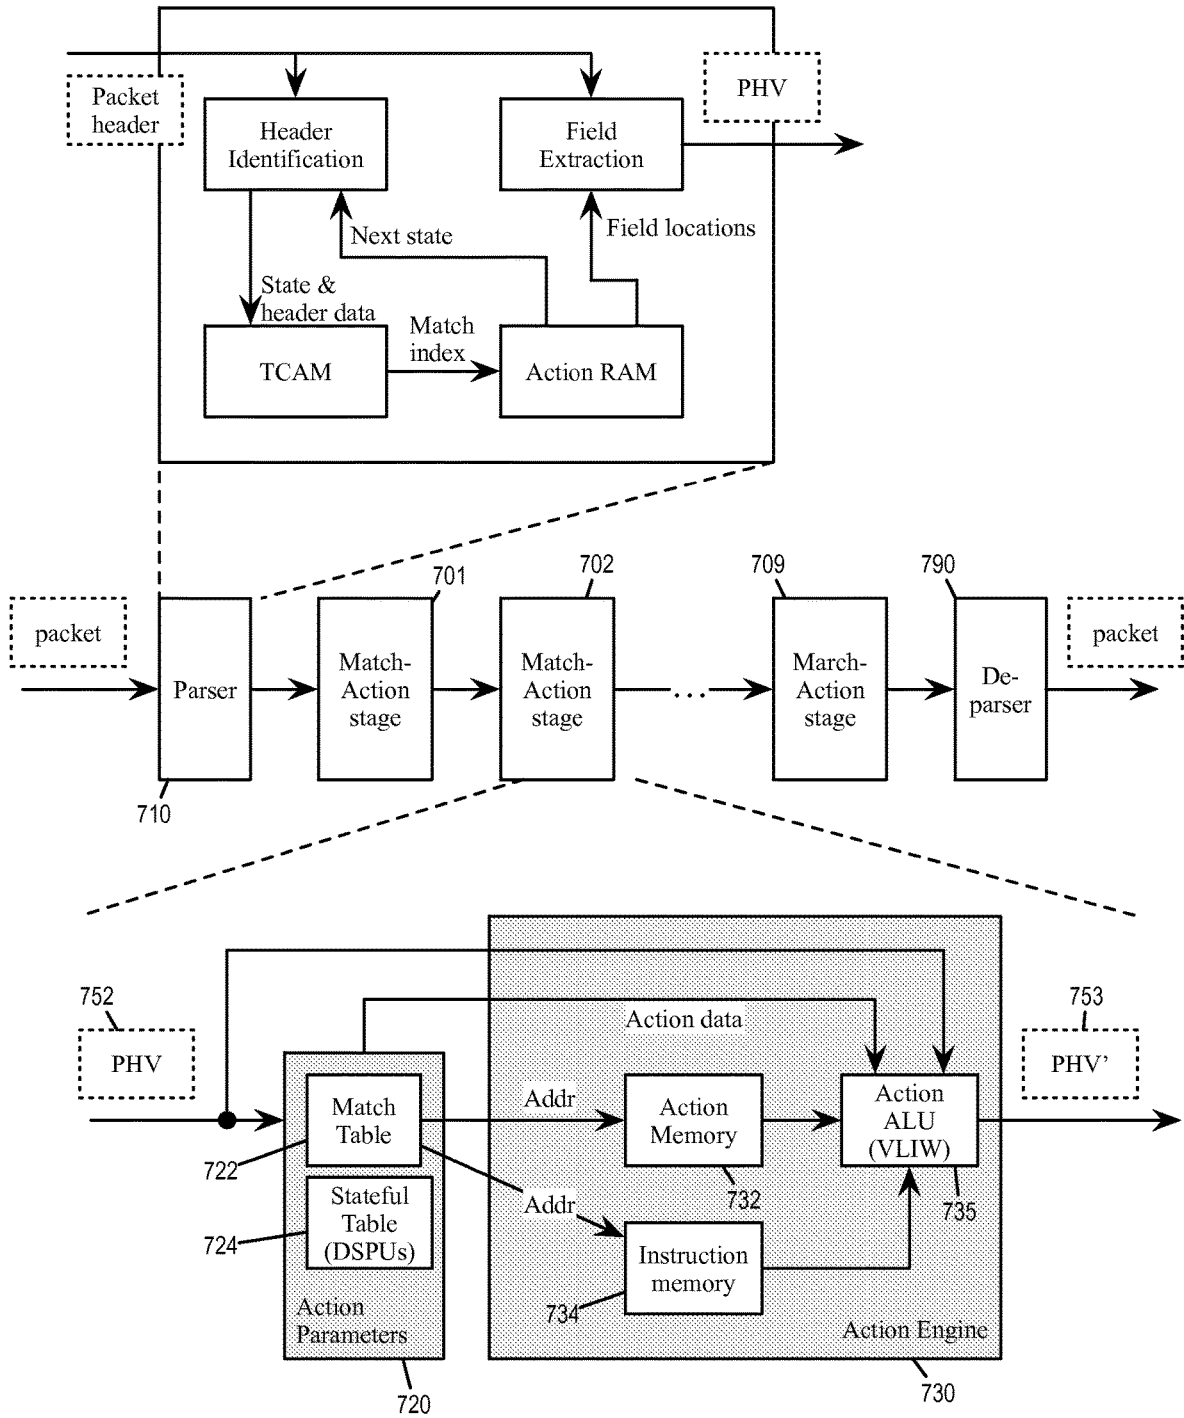 Packet
header
PHV
Header
Identification
Field
Extraction
Next state
Field locations
State &
header data
Match
index
TCAM
Action RAM
701
702
709
790
packet
packet
Parser
Match-
Action
stage
Match-
Action
stage
...
March-
Action
stage
De-
parser
710
752
753
PHV
PHV’
Action data
Match
Table
Addr
Action
Memory
Action
ALU
(VLIW)
722
732
735
Stateful
Table
(DSPUs)
Addr
724
Instruction
memory
734
Action
Parameters
Action Engine
720
730